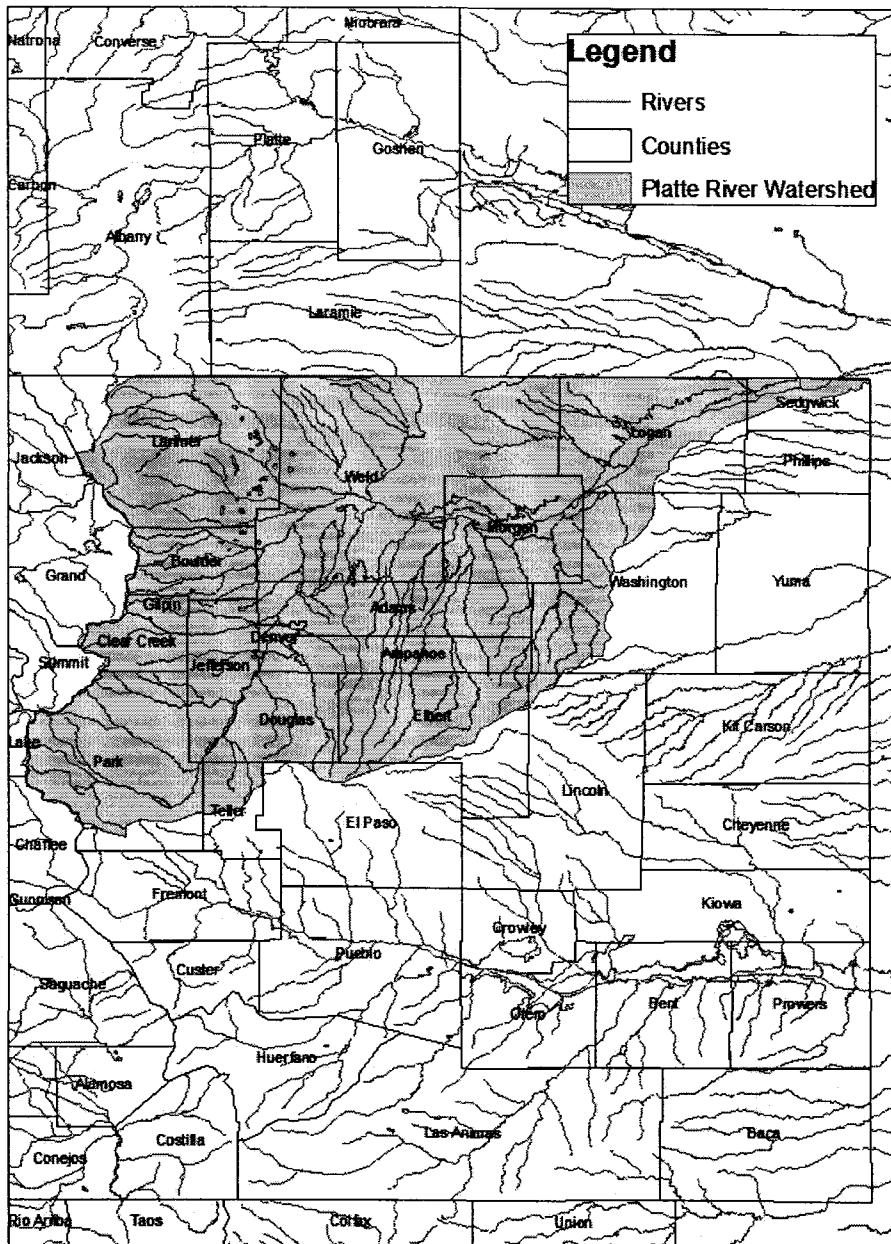 Natrona
Converse
Niobrara
Legend
Rivers
Counties
Platte River Watershed
Platte
Goshen
Carbon
Albany
Laramie
Larimer
Logan
Sedgwick
Jackson
Weld
Phillips
Morgan
Boulder
Grand
Washington
Yuma
Gilpin
Adams
Clear Creek
Denver
Arapahoe
Summit
Jefferson
Douglas
Elbert
Kit Carson
Lake
Park
Lincoln
Teller
El Paso
Cheyenne
Chaffee
Fremont
Gunnison
Kiowa
Crowley
Pueblo
Custer
Saguache
Bent
Prowers
Otero
Huerfano
Alamosa
Las Animas
Baca
Costilla
Conejos
Rio Arriba
Taos
Colfax
Union